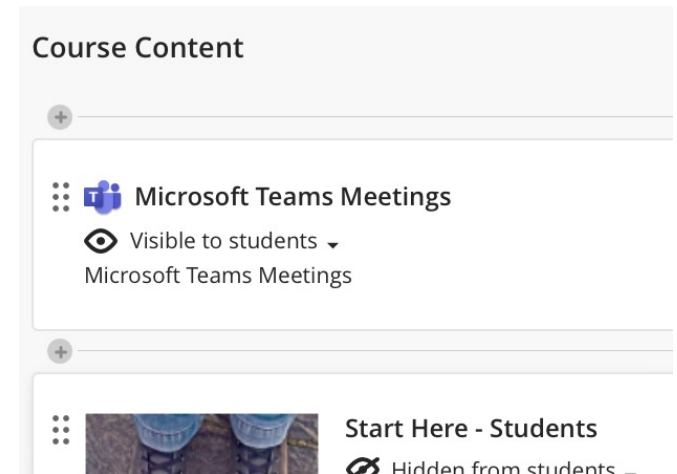 Course Content
Microsoft Teams Meetings
Visible to students
Microsoft Teams Meetings
Start Here - Students
Hidden from students